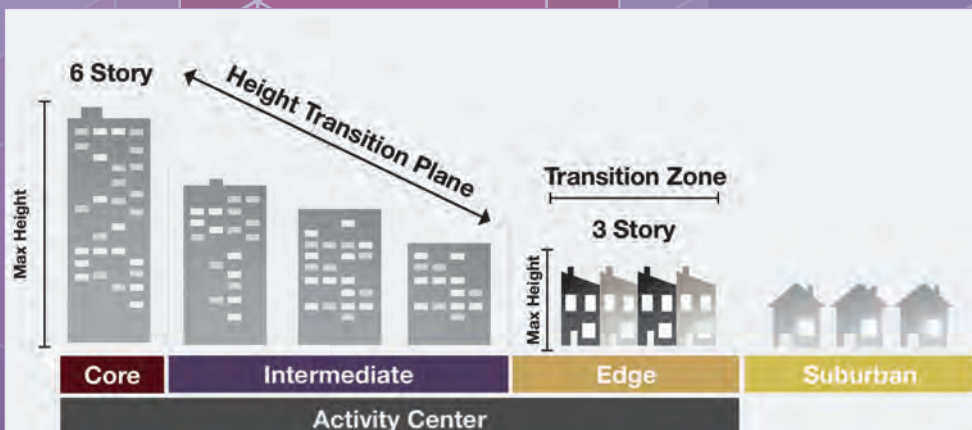 6 Story
Height Transition Plane
Max Height
Transition Zone
3 Story
Max Height
Core
Intermediate
Edge
Suburban
Activity Center